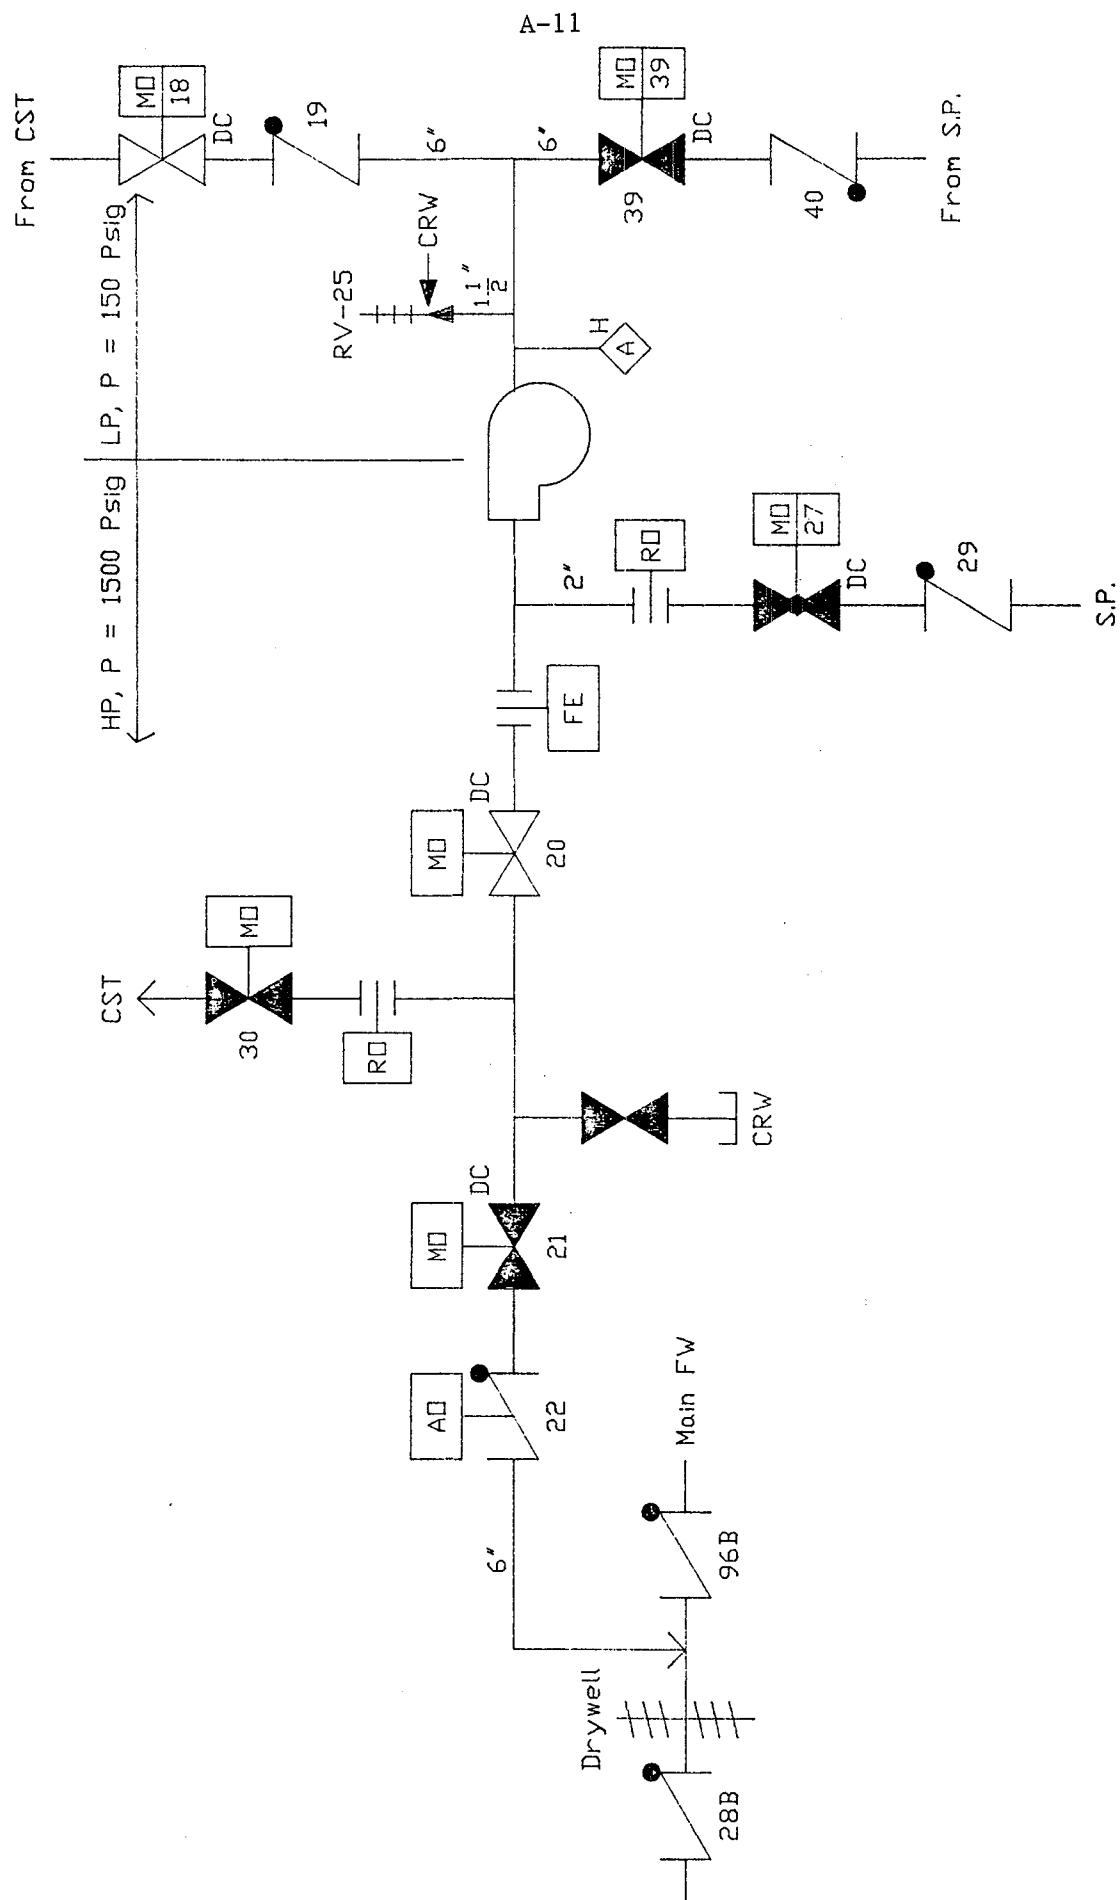 A-11
From CST
MO
18
DC
19
6"
6"
MO
39
DC
39
40
From S.P.
HP, P = 1500 Psig
LP, P = 150 Psig
RV-25
CRW
1 1/2"
H
A
2"
RO
MO
27
DC
29
S.P.
FE
MO
DC
20
CST
MO
30
RO
CRW
MO
DC
21
AO
22
6"
Main FW
96B
Drywell
28B